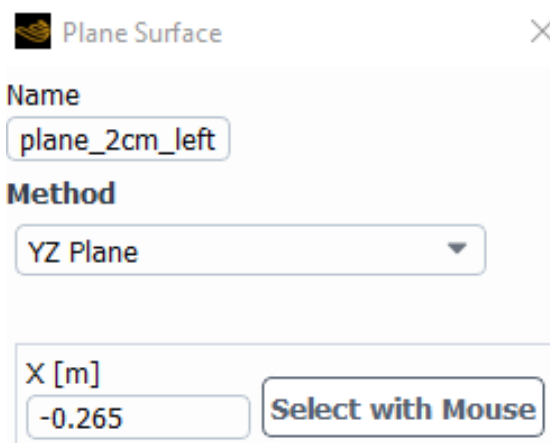 Plane Surface
Name
plane_2cm_left
Method
YZ Plane
X [m]
-0.265
Select with Mouse